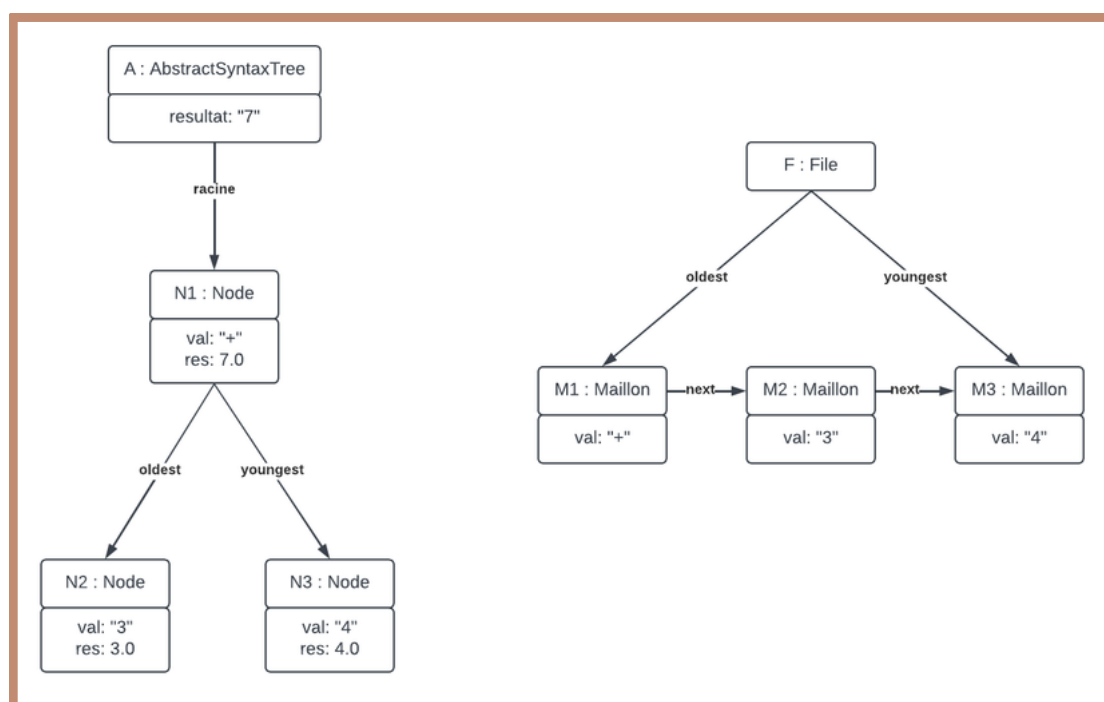 A : AbstractSyntaxTree
resultat: "7"
racine
N1 : Node
val: "+"
res: 7.0
oldest
youngest
N2 : Node
val: "3"
res: 3.0
N3 : Node
val: "4"
res: 4.0
F : File
oldest
youngest
M1 : Maillon
val: "+"
next
M2 : Maillon
val: "3"
next
M3 : Maillon
val: "4"